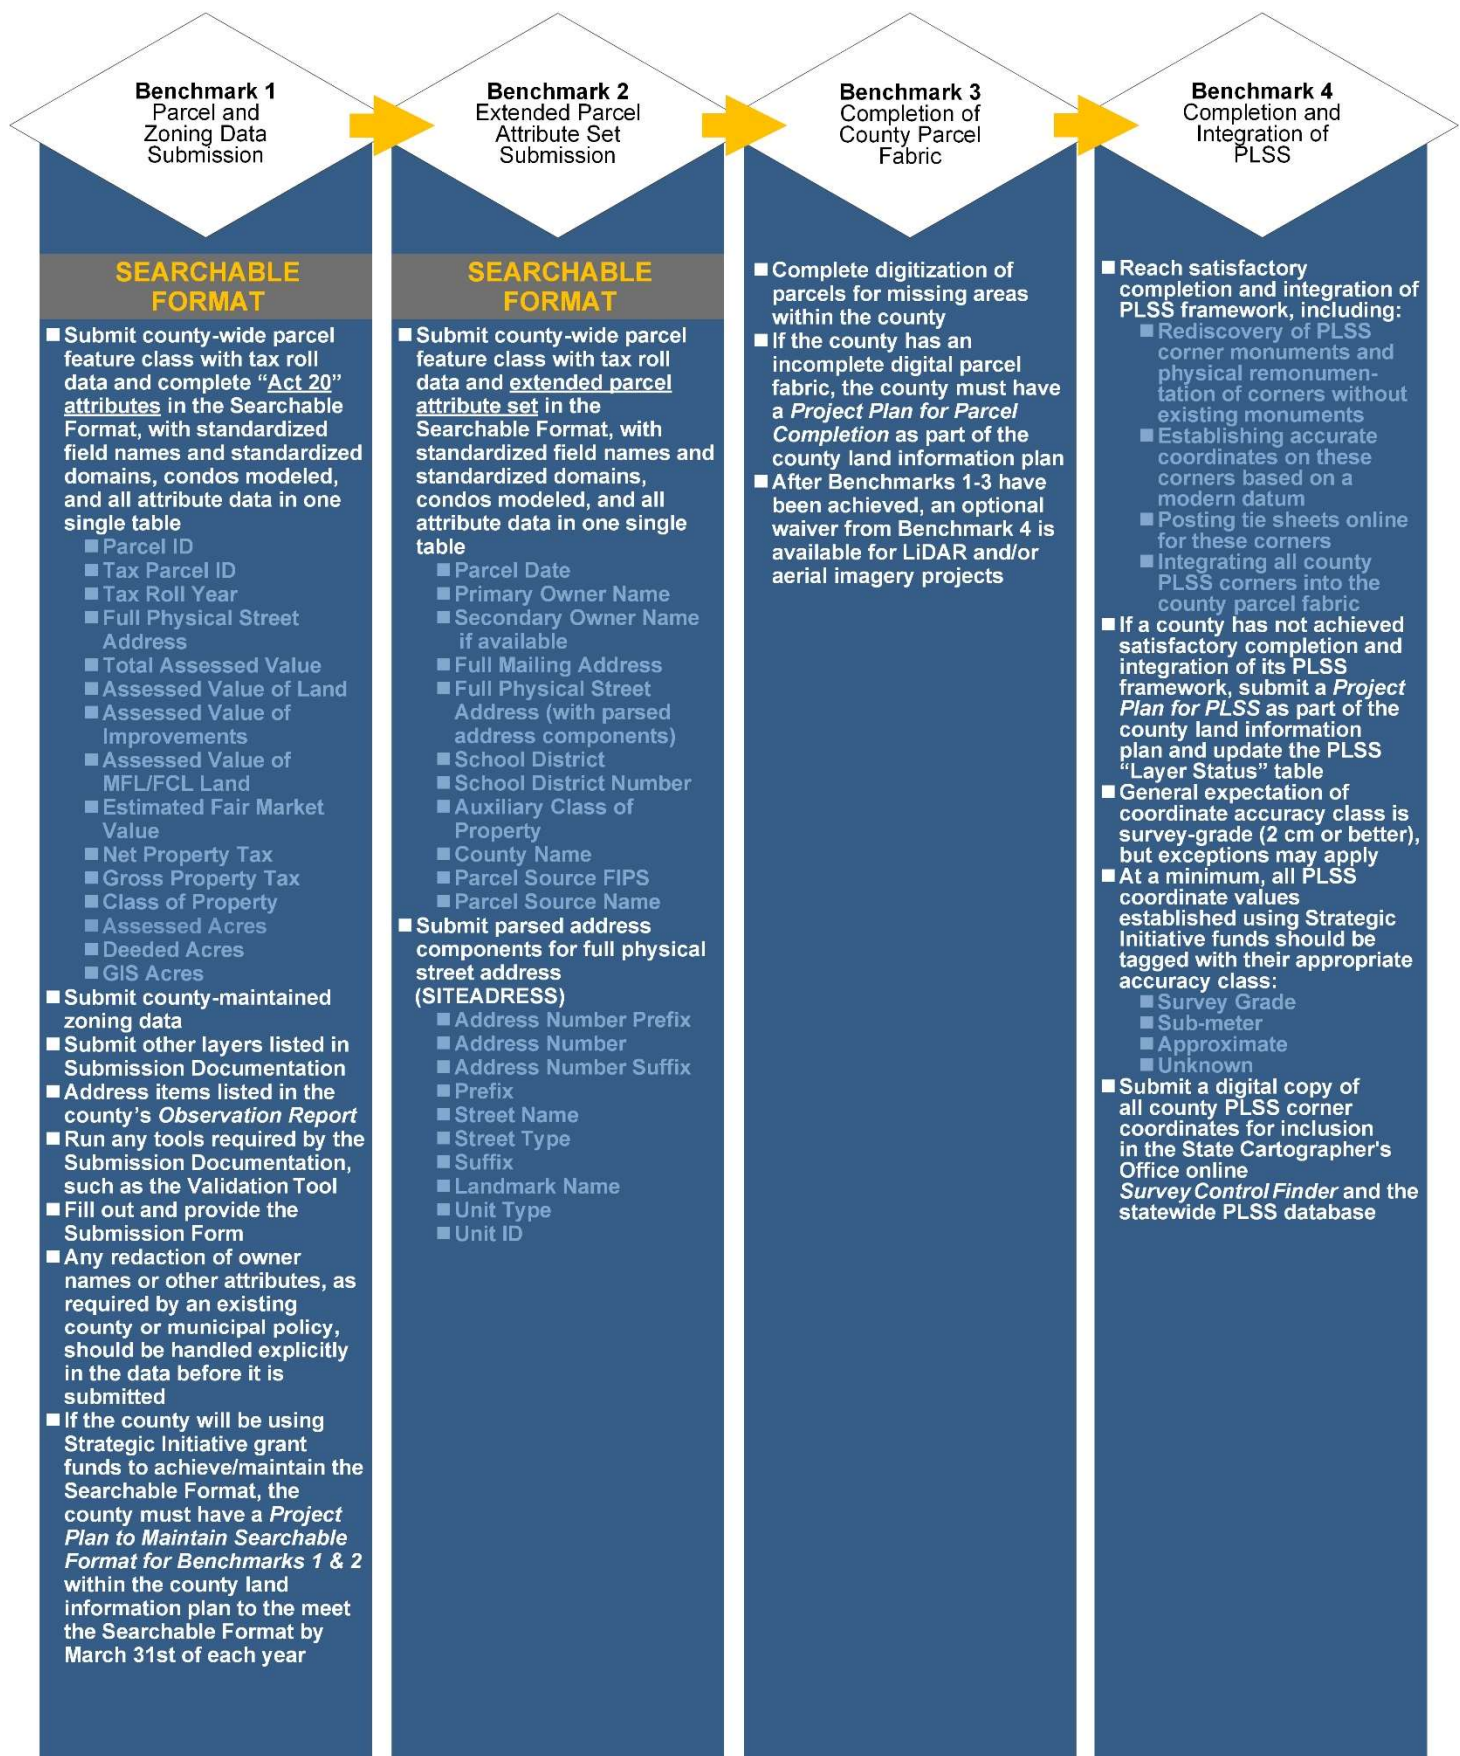 Benchmark 1
Parcel and
Zoning Data
Submission
SEARCHABLE
FORMAT
■ Submit county-wide parcel
feature class with tax roll
data and complete “Act 20”
attributes in the Searchable
Format, with standardized
field names and standardized
domains, condos modeled,
and all attribute data in one
single table
■ Parcel ID
■ Tax Parcel ID
■ Tax Roll Year
■ Full Physical Street
Address
■ Total Assessed Value
■ Assessed Value of Land
■ Assessed Value of
Improvements
■ Assessed Value of
MFL/FCL Land
■ Estimated Fair Market
Value
■ Net Property Tax
■ Gross Property Tax
■ Class of Property
■ Assessed Acres
■ Deeded Acres
■ GIS Acres
■ Submit county-maintained
zoning data
■ Submit other layers listed in
Submission Documentation
■ Address items listed in the
county’s Observation Report
■ Run any tools required by the
Submission Documentation,
such as the Validation Tool
■ Fill out and provide the
Submission Form
■ Any redaction of owner
names or other attributes, as
required by an existing
county or municipal policy,
should be handled explicitly
in the data before it is
submitted
■ If the county will be using
Strategic Initiative grant
funds to achieve/maintain the
Searchable Format, the
county must have a Project
Plan to Maintain Searchable
Format for Benchmarks 1 & 2
within the county land
information plan to the meet
the Searchable Format by
March 31st of each year
Benchmark 2
Extended Parcel
Attribute Set
Submission
SEARCHABLE
FORMAT
■ Submit county-wide parcel
feature class with tax roll
data and extended parcel
attribute set in the
Searchable Format, with
standardized field names and
standardized domains,
condos modeled, and all
attribute data in one single
table
■ Parcel Date
■ Primary Owner Name
■ Secondary Owner Name
if available
■ Full Mailing Address
■ Full Physical Street
Address (with parsed
address components)
■ School District
■ School District Number
■ Auxiliary Class of
Property
■ County Name
■ Parcel Source FIPS
■ Parcel Source Name
■ Submit parsed address
components for full physical
street address
(SITEADRESS)
■ Address Number Prefix
■ Address Number
■ Address Number Suffix
■ Prefix
■ Street Name
■ Street Type
■ Suffix
■ Landmark Name
■ Unit Type
■ Unit ID
Benchmark 3
Completion of
County Parcel
Fabric
■ Complete digitization of
parcels for missing areas
within the county
■ If the county has an
incomplete digital parcel
fabric, the county must have
a Project Plan for Parcel
Completion as part of the
county land information plan
■ After Benchmarks 1-3 have
been achieved, an optional
waiver from Benchmark 4 is
available for LiDAR and/or
aerial imagery projects
Benchmark 4
Completion and
Integration of
PLSS
■ Reach satisfactory
completion and integration of
PLSS framework, including:
■ Rediscovery of PLSS
corner monuments and
physical remonumen-
tation of corners without
existing monuments
■ Establishing accurate
coordinates on these
corners based on a
modern datum
■ Posting tie sheets online
for these corners
■ Integrating all county
PLSS corners into the
county parcel fabric
■ If a county has not achieved
satisfactory completion and
integration of its PLSS
framework, submit a Project
Plan for PLSS as part of the
county land information
plan and update the PLSS
“Layer Status” table
■ General expectation of
coordinate accuracy class is
survey-grade (2 cm or better),
but exceptions may apply
■ At a minimum, all PLSS
coordinate values
established using Strategic
Initiative funds should be
tagged with their appropriate
accuracy class:
■ Survey Grade
■ Sub-meter
■ Approximate
■ Unknown
■ Submit a digital copy of
all county PLSS corner
coordinates for inclusion
in the State Cartographer's
Office online
Survey Control Finder and the
statewide PLSS database